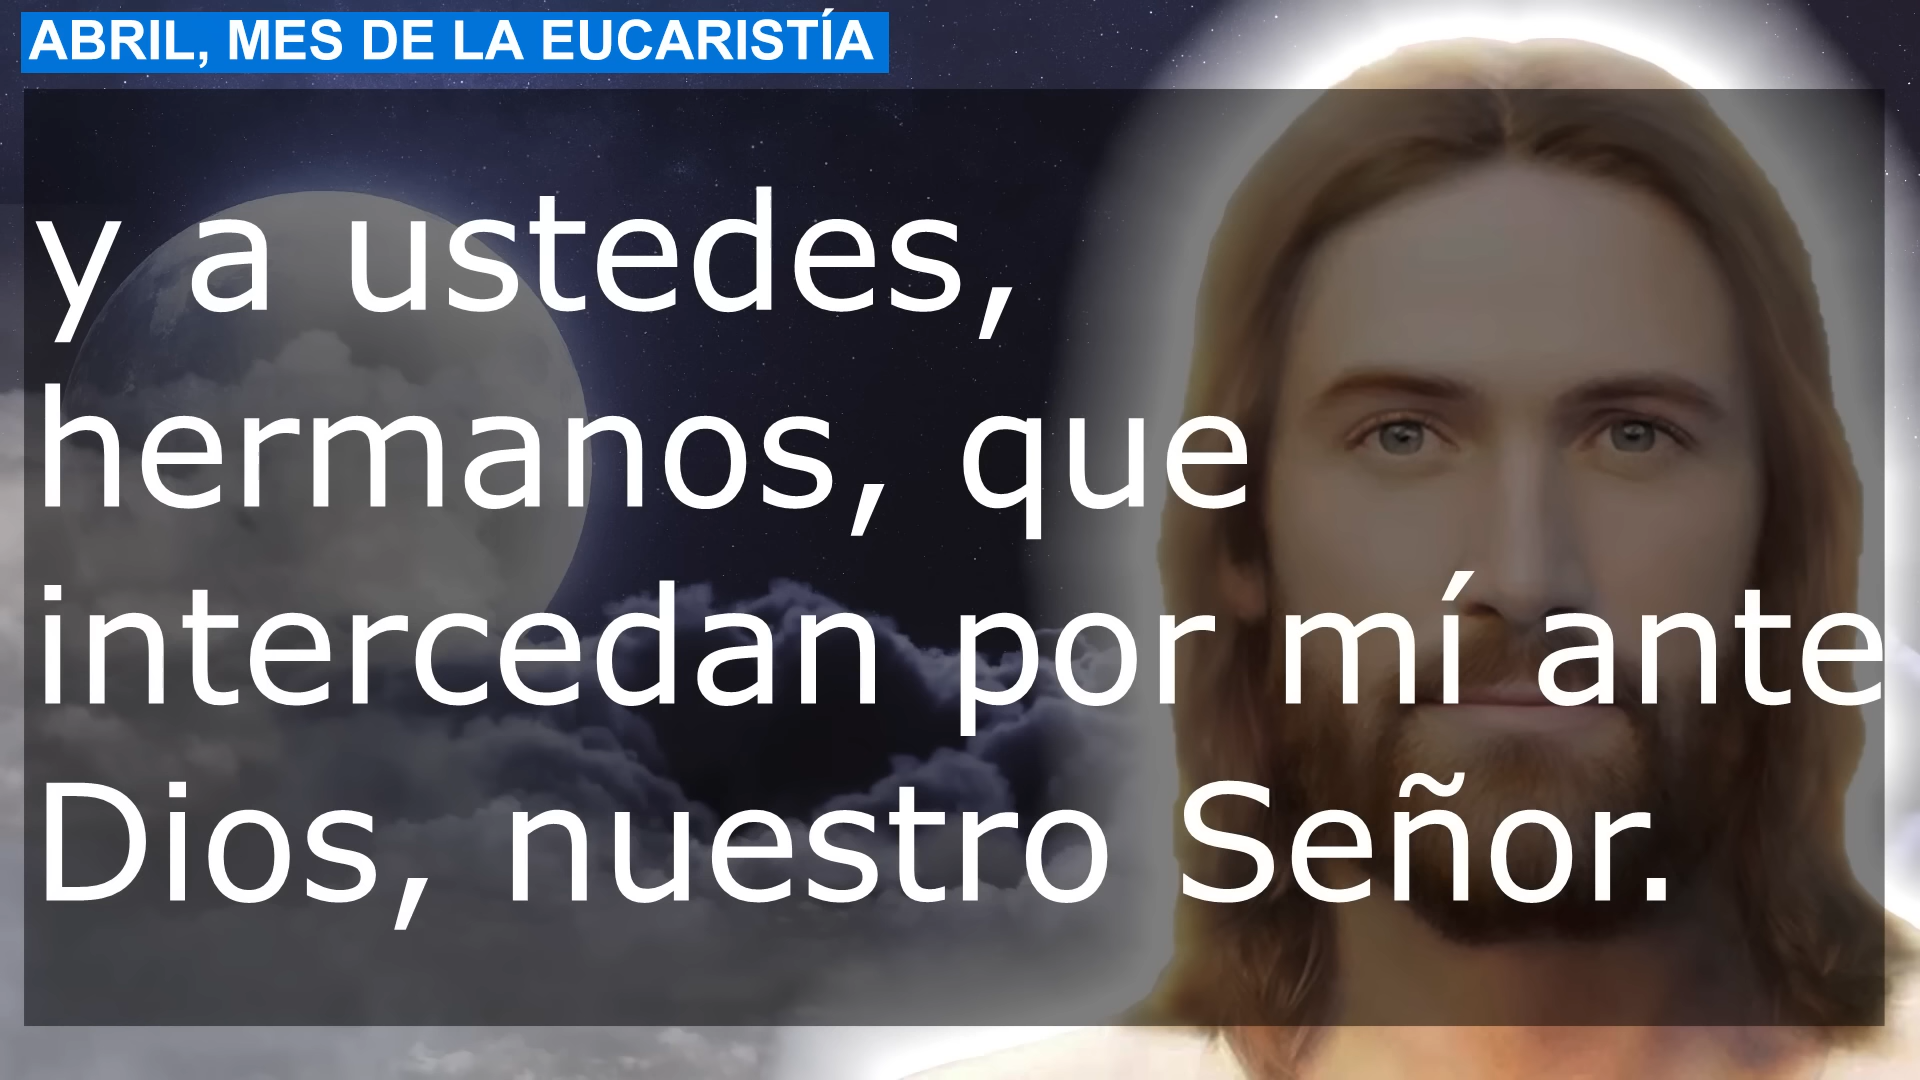 ABRIL, MES DE LA EUCARISTÍA
y a ustedes,
hermanos, que
intercedan por mí ante
Dios, nuestro Señor.